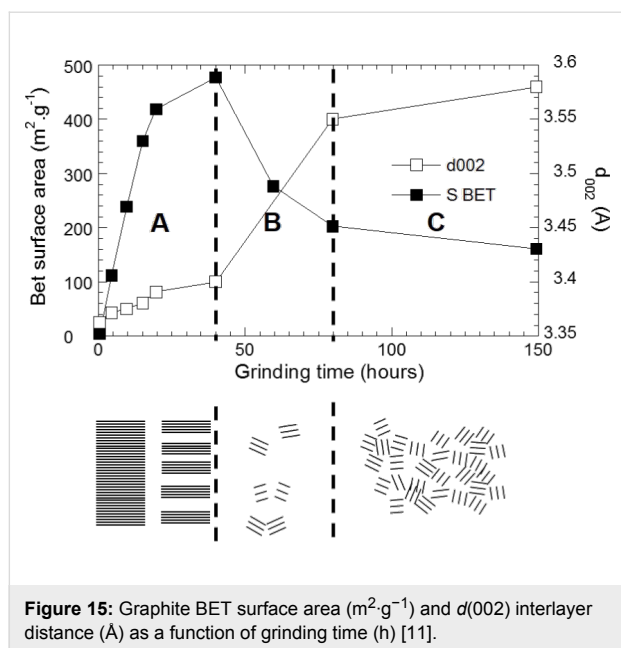 500
400
300
200
100
0
Bet surface area (m².g⁻¹)
3.6
3.55
3.5
3.45
3.4
3.35
d₀₀₂ (A)
d002
S BET
A
B
C
0
50
100
150
Grinding time (hours)
Figure 15: Graphite BET surface area (m²·g⁻¹) and d(002) interlayer
distance (Å) as a function of grinding time (h) [11].